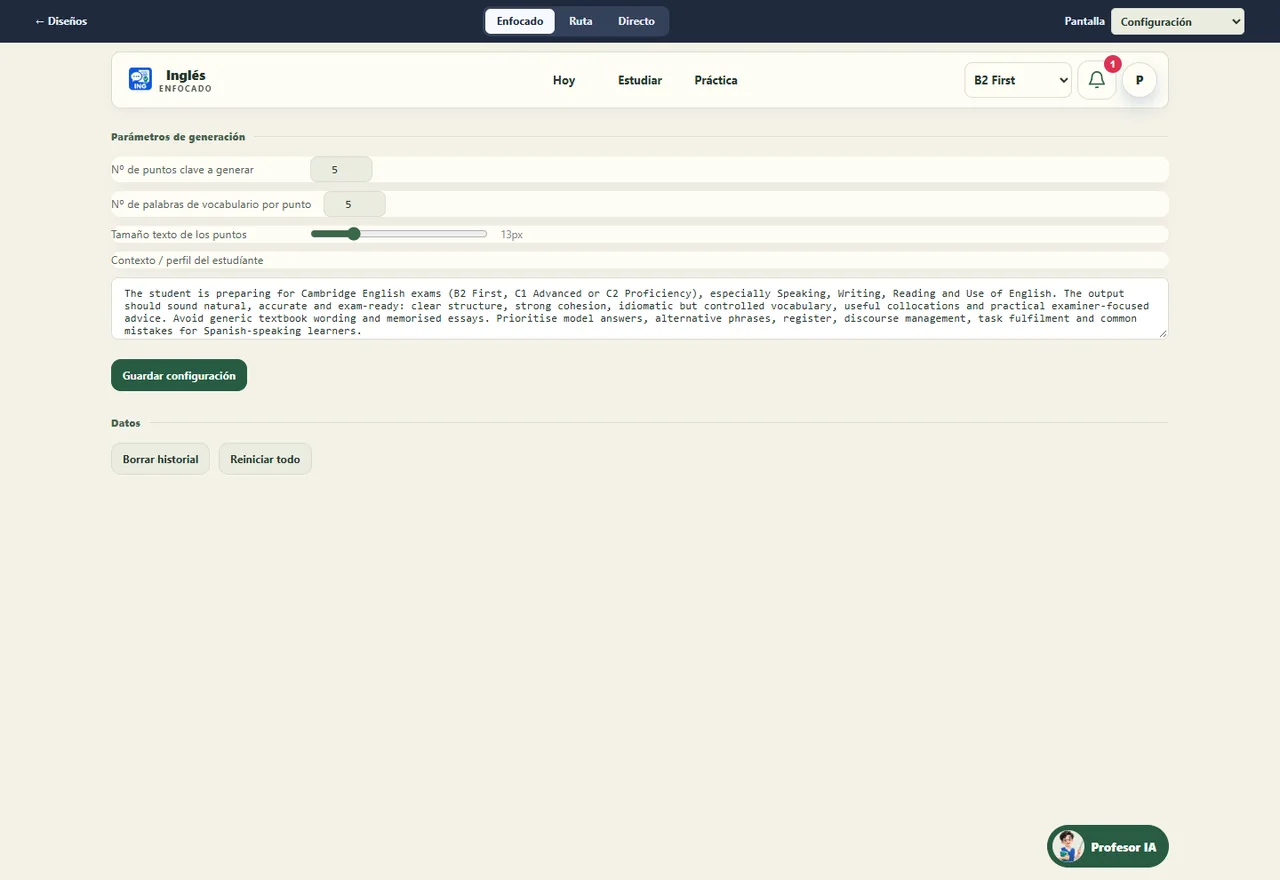 ← Diseños
Enfocado Ruta Directo
Pantalla Configuración
ING
Inglés
ENFOCADO
Hoy Estudiar Práctica
B2 First
1
P
Parámetros de generación
Nº de puntos clave a generar 5
Nº de palabras de vocabulario por punto 5
Tamaño texto de los puntos 13px
Contexto / perfil del estudiante
The student is preparing for Cambridge English exams (B2 First, C1 Advanced or C2 Proficiency), especially Speaking, Writing, Reading and Use of English. The output
should sound natural, accurate and exam-ready: clear structure, strong cohesion, idiomatic but controlled vocabulary, useful collocations and practical examiner-focused
advice. Avoid generic textbook wording and memorised essays. Prioritise model answers, alternative phrases, register, discourse management, task fulfilment and common
mistakes for Spanish-speaking learners.
Guardar configuración
Datos
Borrar historial Reiniciar todo
Profesor IA